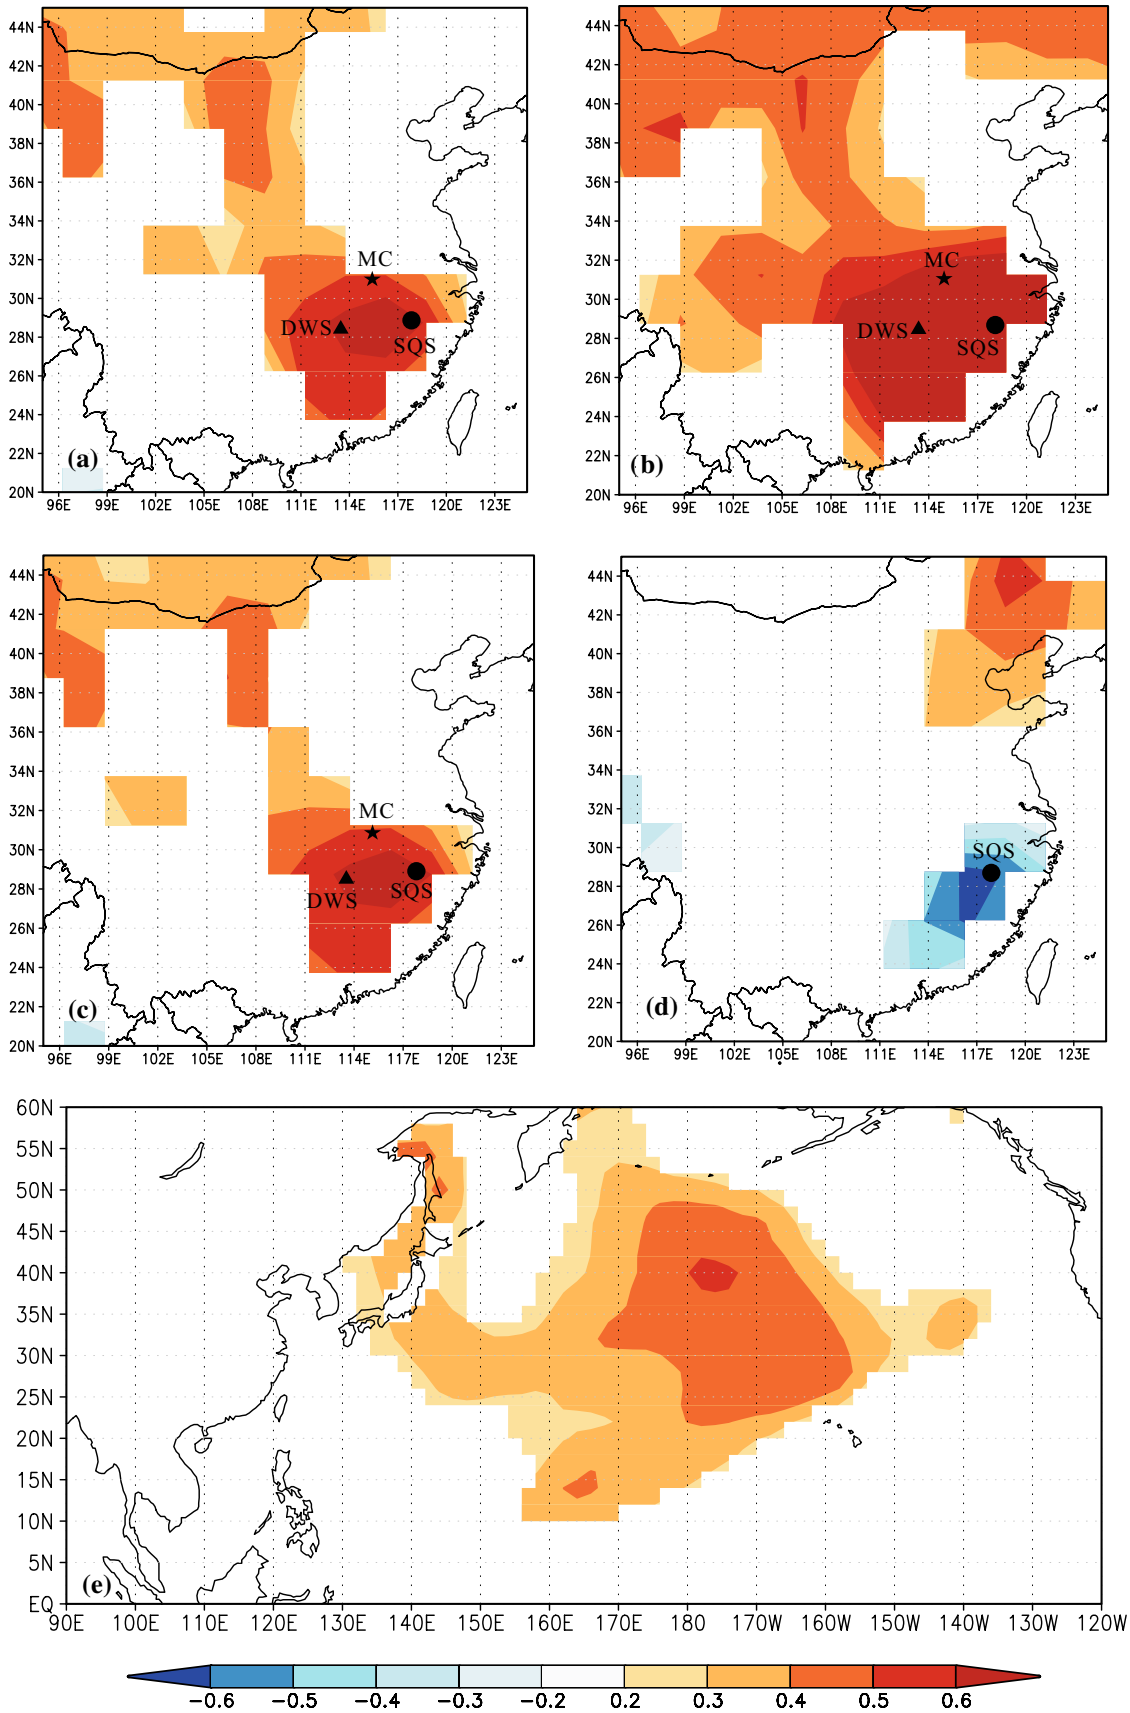 44N
42N
40N
38N
36N
34N
32N
30N
28N
26N
24N
22N
20N
MC
DWS
SQS
(a)
96E 99E 102E 105E 108E 111E 114E 117E 120E 123E
44N
42N
40N
38N
36N
34N
32N
30N
28N
26N
24N
22N
20N
MC
DWS
SQS
(b)
96E 99E 102E 105E 108E 111E 114E 117E 120E 123E
44N
42N
40N
38N
36N
34N
32N
30N
28N
26N
24N
22N
20N
MC
DWS
SQS
(c)
96E 99E 102E 105E 108E 111E 114E 117E 120E 123E
44N
42N
40N
38N
36N
34N
32N
30N
28N
26N
24N
22N
20N
SQS
(d)
96E 99E 102E 105E 108E 111E 114E 117E 120E 123E
60N
55N
50N
45N
40N
35N
30N
25N
20N
15N
10N
5N
EQ
(e)
90E 100E 110E 120E 130E 140E 150E 160E 170E 180 170W 160W 150W 140W 130W 120W
-0.6 -0.5 -0.4 -0.3 -0.2 0.2 0.3 0.4 0.5 0.6